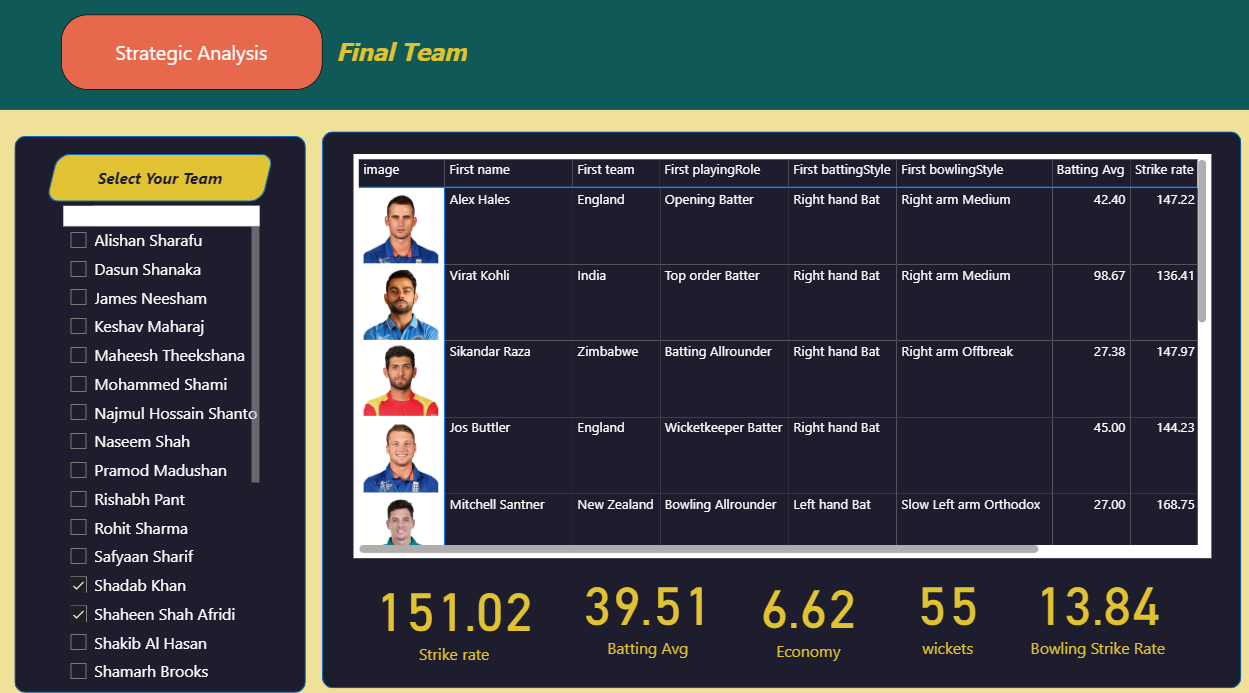 Strategic Analysis
Final Team
Select Your Team
Alishan Sharafu
Dasun Shanaka
James Neesham
Keshav Maharaj
Maheesh Theekshana
Mohammed Shami
Najmul Hossain Shanto
Naseem Shah
Pramod Madushan
Rishabh Pant
Rohit Sharma
Safyaan Sharif
Shadab Khan
Shaheen Shah Afridi
Shakib Al Hasan
Shamarh Brooks
image First name First team First playingRole First battingStyle First bowlingStyle Batting Avg Strike rate
Alex Hales England Opening Batter Right hand Bat Right arm Medium 42.40 147.22
Virat Kohli India Top order Batter Right hand Bat Right arm Medium 98.67 136.41
Sikandar Raza Zimbabwe Batting Allrounder Right hand Bat Right arm Offbreak 27.38 147.97
Jos Buttler England Wicketkeeper Batter Right hand Bat 45.00 144.23
Mitchell Santner New Zealand Bowling Allrounder Left hand Bat Slow Left arm Orthodox 27.00 168.75
151.02 39.51 6.62 55 13.84
Strike rate Batting Avg Economy wickets Bowling Strike Rate